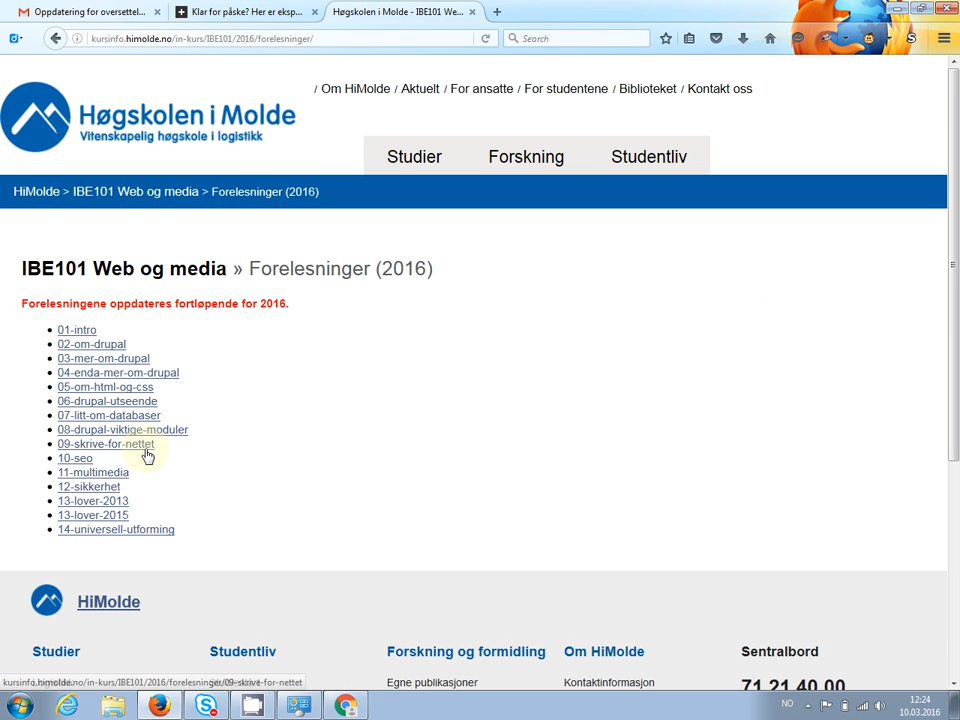 Oppdatering for oversettel...
Klar for påske? Her er eksp...
Høgskolen i Molde - IBE101 We...
kursinfo.himolde.no/in-kurs/IBE101/2016/forelesninger/
Search
/ Om HiMolde / Aktuelt / For ansatte / For studentene / Biblioteket / Kontakt oss
Høgskolen i Molde
Vitenskapelig høgskole i logistikk
Studier Forskning Studentliv
HiMolde > IBE101 Web og media > Forelesninger (2016)
IBE101 Web og media » Forelesninger (2016)
Forelesningene oppdateres fortløpende for 2016.
01-intro
02-om-drupal
03-mer-om-drupal
04-enda-mer-om-drupal
05-om-html-og-css
06-drupal-utseende
07-litt-om-databaser
08-drupal-viktige-moduler
09-skrive-for-nettet
10-seo
11-multimedia
12-sikkerhet
13-lover-2013
13-lover-2015
14-universell-utforming
HiMolde
Studier Studentliv Forskning og formidling Om HiMolde Sentralbord
Egne publikasjoner Kontaktinformasjon 71 21 40 00
kursinfo.himolde.no/in-kurs/IBE101/2016/forelesninger/09-skrive-for-nettet
NO
12:24
10.03.2016